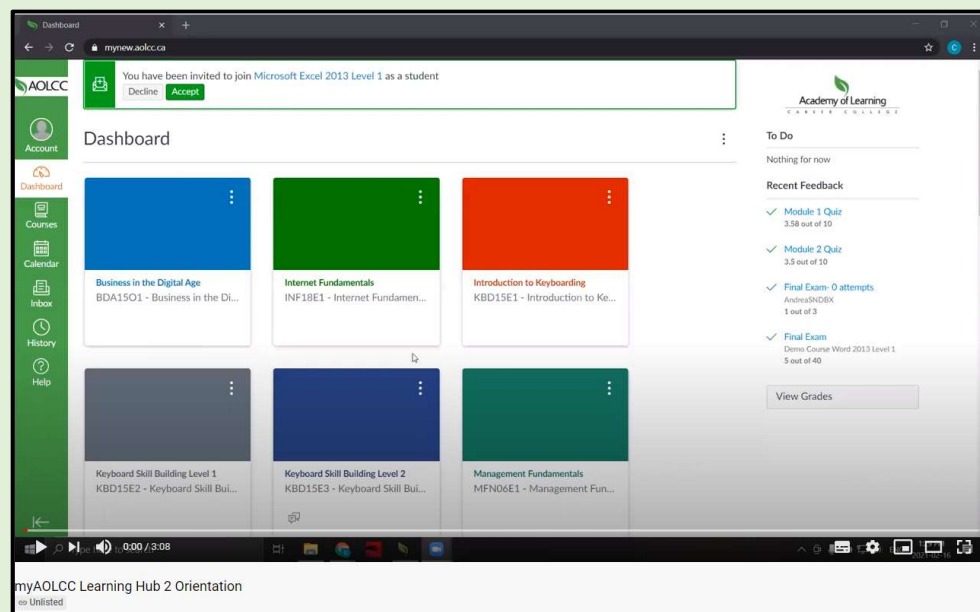 Dashboard
mynew.aolcc.ca
C
AOLCC
Account
Dashboard
Courses
Calendar
Inbox
History
Help
You have been invited to join Microsoft Excel 2013 Level 1 as a student
Decline
Accept
Dashboard
Business in the Digital Age
BDA15O1 - Business in the Di...
Internet Fundamentals
INF18E1 - Internet Fundamen...
Introduction to Keyboarding
KBD15E1 - Introduction to Ke...
Keyboard Skill Building Level 1
KBD15E2 - Keyboard Skill Bui...
Keyboard Skill Building Level 2
KBD15E3 - Keyboard Skill Bui...
Management Fundamentals
MFN06E1 - Management Fun...
Academy of Learning
CAREER COLLEGE
To Do
Nothing for now
Recent Feedback
Module 1 Quiz
3.58 out of 10
Module 2 Quiz
3.5 out of 10
Final Exam- 0 attempts
AndreaSNDBX
1 out of 3
Final Exam
Demo Course Word 2013 Level 1
5 out of 40
View Grades
0:00 / 3:08
2021-02-16
myAOLCC Learning Hub 2 Orientation
Unlisted